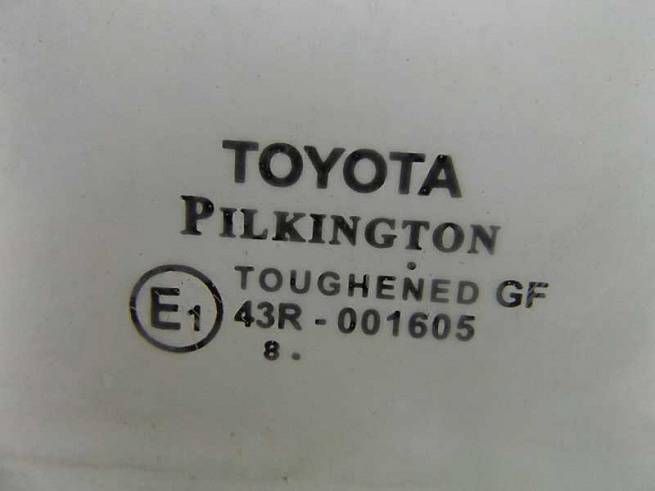 TOYOTA
PILKINGTON
TOUGHENED GF
E1 43R - 001605
8 .